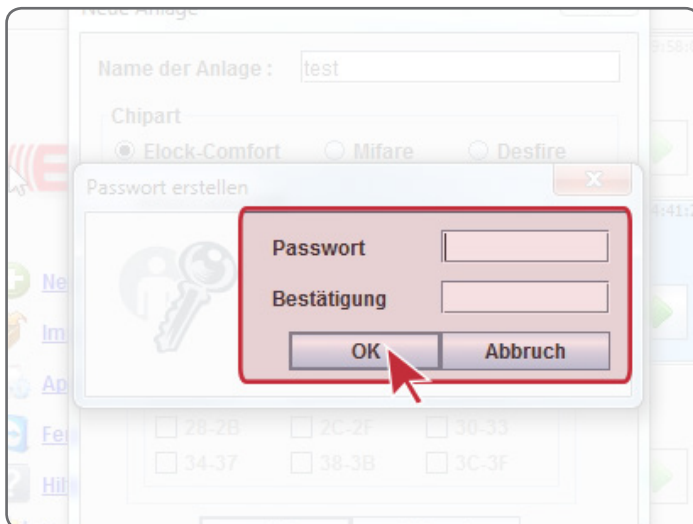 Neue Anlage
Name der Anlage : test
Chipart
Elock-Comfort Mifare Desfire
Passwort erstellen
Passwort
Bestätigung
OK Abbruch
28-2B 2C-2F 30-33
34-37 38-3B 3C-3F